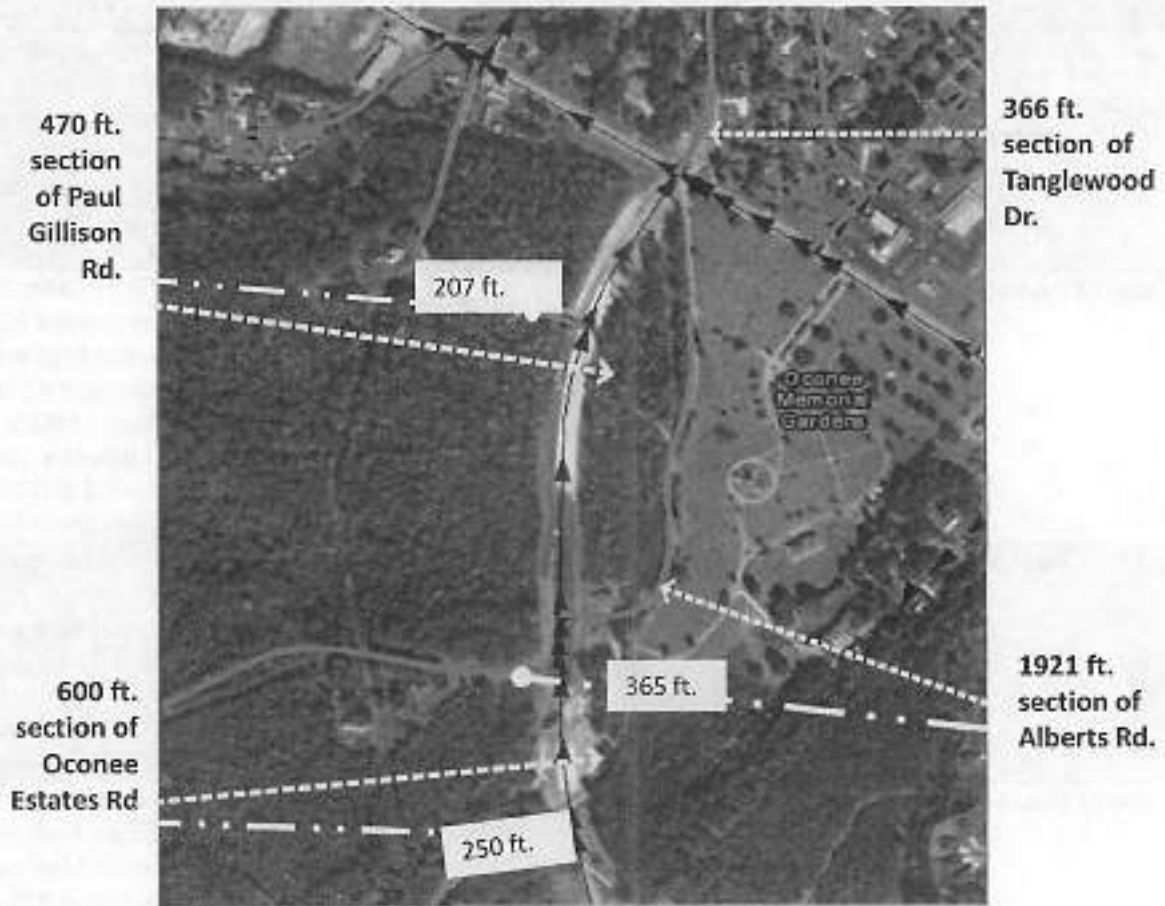 470 ft.
section
of Paul
Gillison
Rd.
366 ft.
section of
Tanglewood
Dr.
207 ft.
Oconee
Memorial
Gardens
600 ft.
section of
Oconee
Estates Rd
365 ft.
1921 ft.
section of
Alberts Rd.
250 ft.